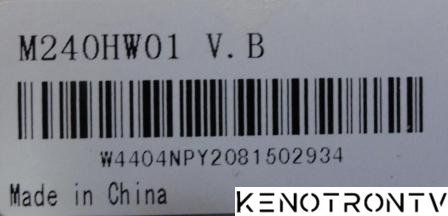 M240HW01 V.B
W4404NPY2081502934
Made in China
KENOTRONTV